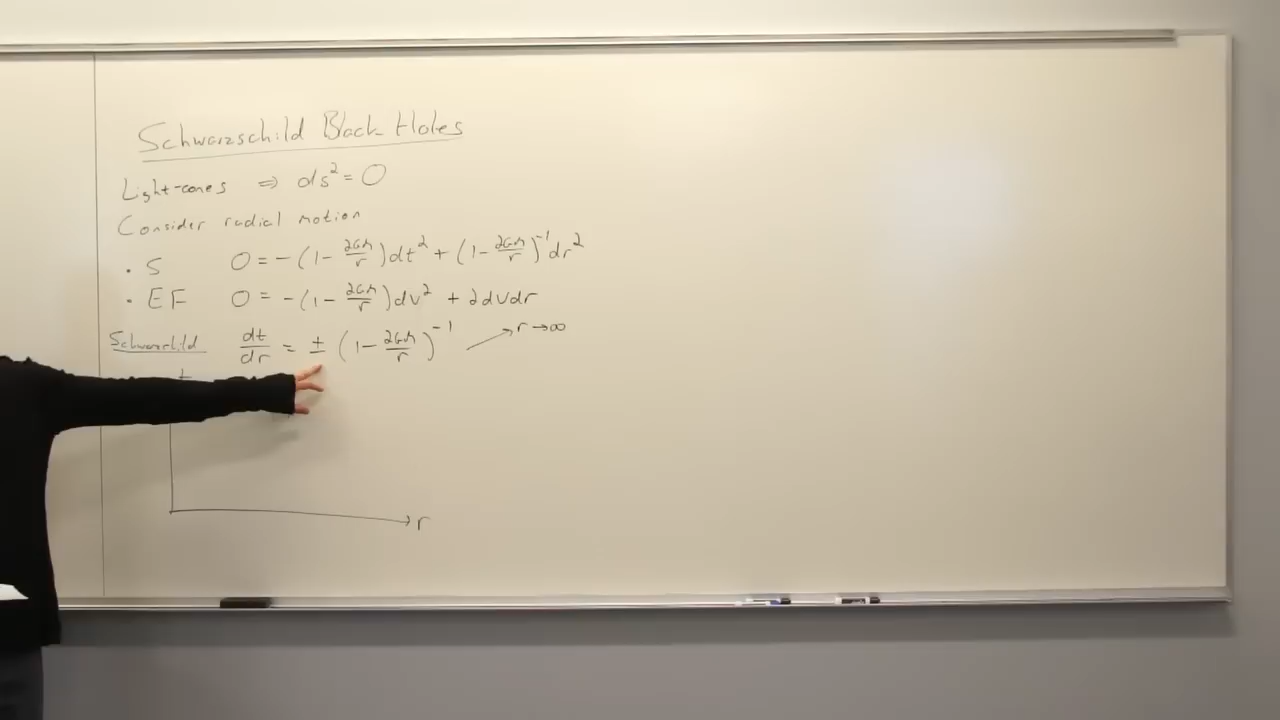 Schwarzschild Black Holes
Light-cones ⇒ ds² = 0
Consider radial motion
• S 0 = -(1 - 2GM/r)dt² + (1 - 2GM/r)⁻¹dr²
• EF 0 = -(1 - 2GM/r)dv² + 2dvdr
Schwarschild dt/dr = ± (1 - 2GM/r)⁻¹ → r → ∞
t
r